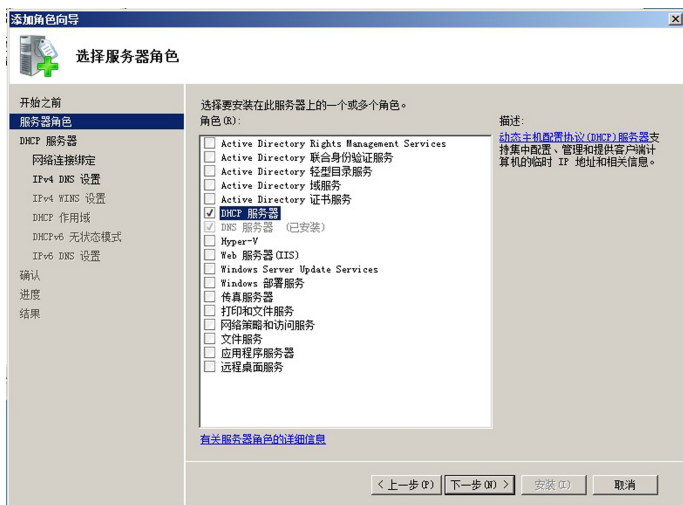 添加角色向导
选择服务器角色
开始之前
服务器角色
DHCP 服务器
网络连接绑定
IPv4 DNS 设置
IPv4 WINS 设置
DHCP 作用域
DHCPv6 无状态模式
IPv6 DNS 设置
确认
进度
结果
选择要安装在此服务器上的一个或多个角色。
角色(R):
Active Directory Rights Management Services
Active Directory 联合身份验证服务
Active Directory 轻型目录服务
Active Directory 域服务
Active Directory 证书服务
DHCP 服务器
DNS 服务器 (已安装)
Hyper-V
Web 服务器(IIS)
Windows Server Update Services
Windows 部署服务
传真服务器
打印和文件服务
网络策略和访问服务
文件服务
应用程序服务器
远程桌面服务
有关服务器角色的详细信息
描述:
动态主机配置协议(DHCP)服务器支
持集中配置、管理和提供客户端计
算机的临时 IP 地址和相关信息。
< 上一步(P)
下一步(N) >
安装(I)
取消